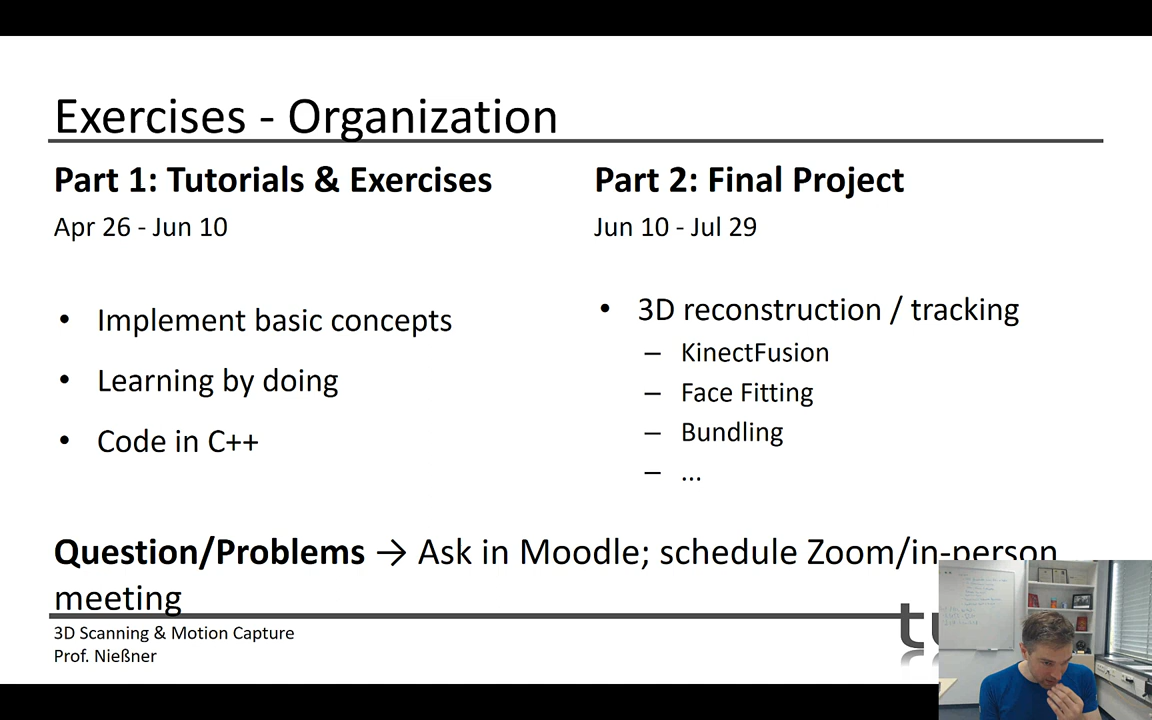 Exercises - Organization
Part 1: Tutorials & Exercises
Apr 26 - Jun 10
• Implement basic concepts
• Learning by doing
• Code in C++
Part 2: Final Project
Jun 10 - Jul 29
• 3D reconstruction / tracking
– KinectFusion
– Face Fitting
– Bundling
– ...
Question/Problems → Ask in Moodle; schedule Zoom/in-person
meeting
3D Scanning & Motion Capture
Prof. Nießner